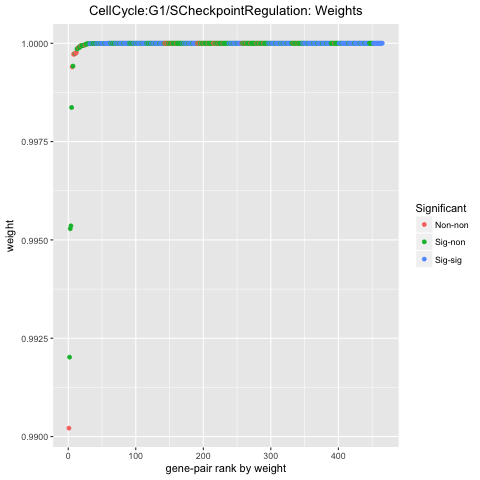 CellCycle:G1/SCheckpointRegulation: Weights
1.0000
0.9975
0.9950
0.9925
0.9900
weight
0
100
200
300
400
gene-pair rank by weight
Significant
Non-non
Sig-non
Sig-sig